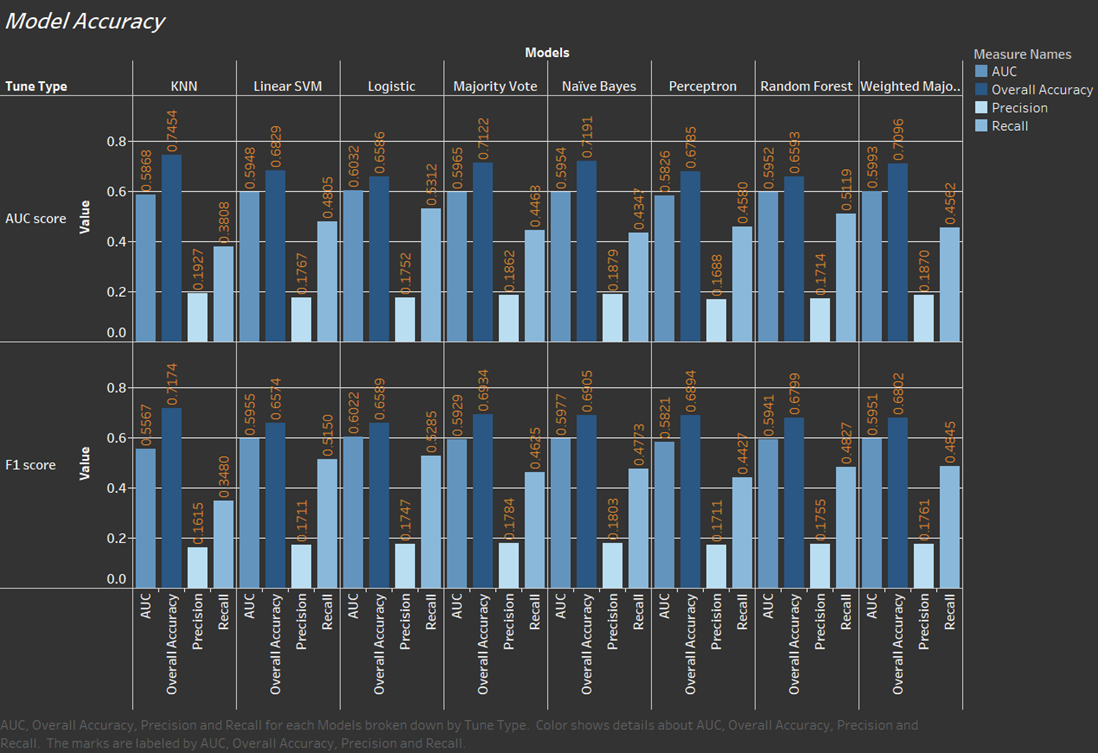 Model Accuracy
Models
Tune Type KNN Linear SVM Logistic Majority Vote Naïve Bayes Perceptron Random Forest Weighted Majo..
Measure Names
AUC
Overall Accuracy
Precision
Recall
AUC score
Value
0.8
0.6
0.4
0.2
0.0
0.5868 0.7454 0.1927 0.3808
0.5948 0.6829 0.1767 0.4805
0.6032 0.6586 0.1752 0.5312
0.5965 0.7122 0.1862 0.4463
0.5954 0.7191 0.1879 0.4347
0.5826 0.6785 0.1688 0.4580
0.5952 0.6593 0.1714 0.5119
0.5993 0.7096 0.1870 0.4562
F1 score
Value
0.8
0.6
0.4
0.2
0.0
0.5567 0.7174 0.1615 0.3480
0.5955 0.6574 0.1711 0.5150
0.6022 0.6589 0.1747 0.5285
0.5929 0.6934 0.1784 0.4625
0.5977 0.6905 0.1803 0.4773
0.5821 0.6894 0.1711 0.4427
0.5941 0.6799 0.1755 0.4827
0.5951 0.6802 0.1761 0.4845
AUC Overall Accuracy Precision Recall
AUC Overall Accuracy Precision Recall
AUC Overall Accuracy Precision Recall
AUC Overall Accuracy Precision Recall
AUC Overall Accuracy Precision Recall
AUC Overall Accuracy Precision Recall
AUC Overall Accuracy Precision Recall
AUC Overall Accuracy Precision Recall
AUC, Overall Accuracy, Precision and Recall for each Models broken down by Tune Type.  Color shows details about AUC, Overall Accuracy, Precision and
Recall.  The marks are labeled by AUC, Overall Accuracy, Precision and Recall.